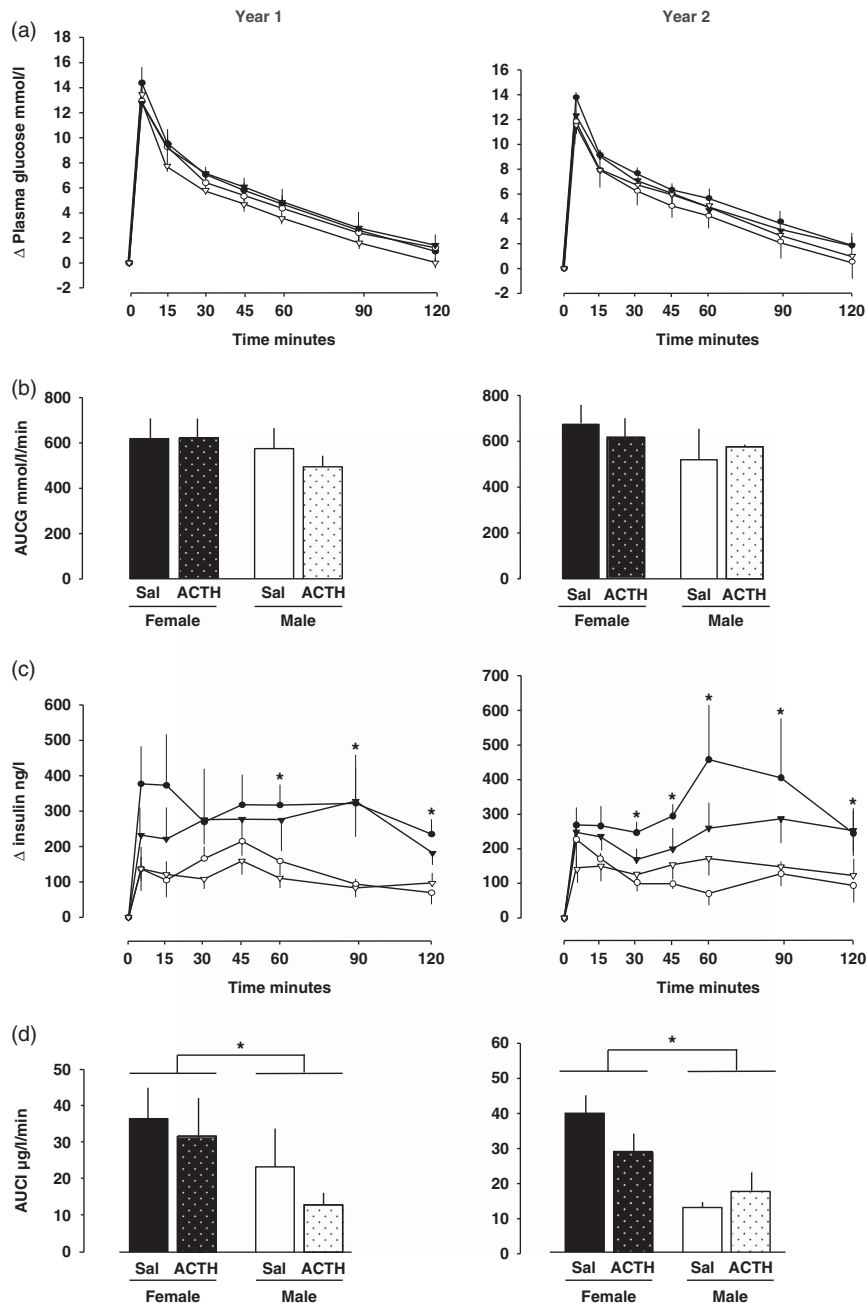 Year 1
Year 2
(a)
Δ Plasma glucose mmol/l
18
16
14
12
10
8
6
4
2
0
-2
0 15 30 45 60 90 120
Time minutes
16
14
12
10
8
6
4
2
0
-2
0 15 30 45 60 90 120
Time minutes
(b)
AUCG mmol/l/min
800
600
400
200
0
Sal ACTH Sal ACTH
Female Male
800
600
400
200
0
Sal ACTH Sal ACTH
Female Male
(c)
Δ insulin ng/l
600
500
400
300
200
100
0
* * *
0 15 30 45 60 90 120
Time minutes
700
600
500
400
300
200
100
0
* * * * *
0 15 30 45 60 90 120
Time minutes
(d)
AUCI µg/l/min
50
40
30
20
10
0
*
Sal ACTH Sal ACTH
Female Male
60
50
40
30
20
10
0
*
Sal ACTH Sal ACTH
Female Male